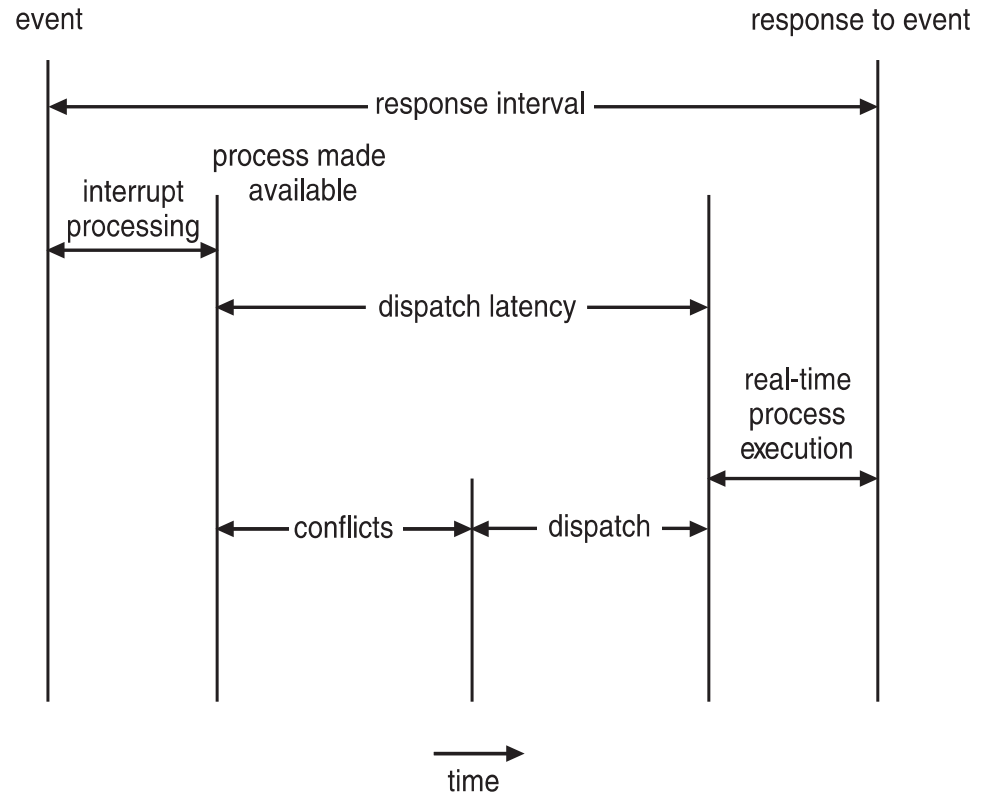 event
response to event
response interval
process made
available
interrupt
processing
dispatch latency
real-time
process
execution
conflicts
dispatch
time